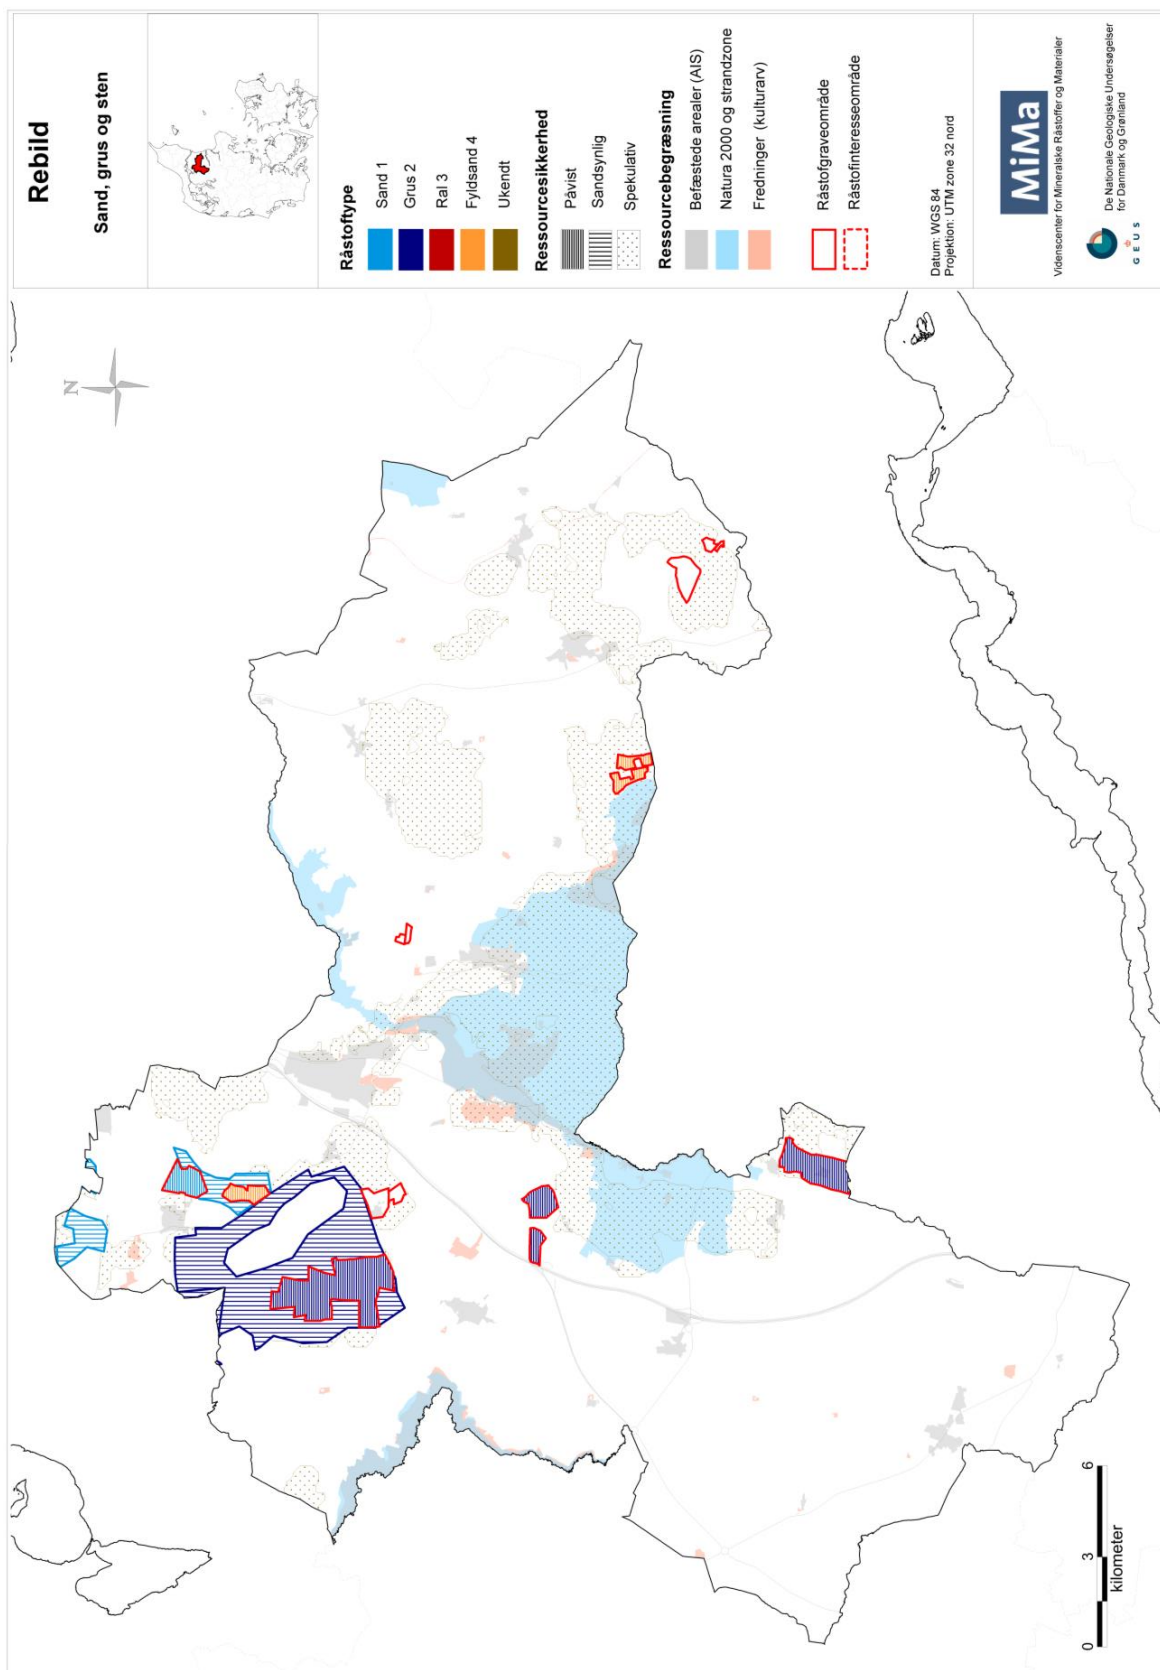 Rebild
Sand, grus og sten
Råstoftype
Sand 1
Grus 2
Ral 3
Fyldsand 4
Ukendt
Ressourcesikkerhed
Påvist
Sandsynlig
Spekulativ
Ressourcebegræsning
Befæstede arealer (AIS)
Natura 2000 og strandzone
Fredninger (kulturarv)
Råstofgraveområde
Råstofinteresseområde
Datum: WGS 84
Projektion: UTM zone 32 nord
MiMa
Videnscenter for Mineralske Råstoffer og Materialer
G E U S
De Nationale Geologiske Undersøgelser
for Danmark og Grønland
N
0 3 6
kilometer